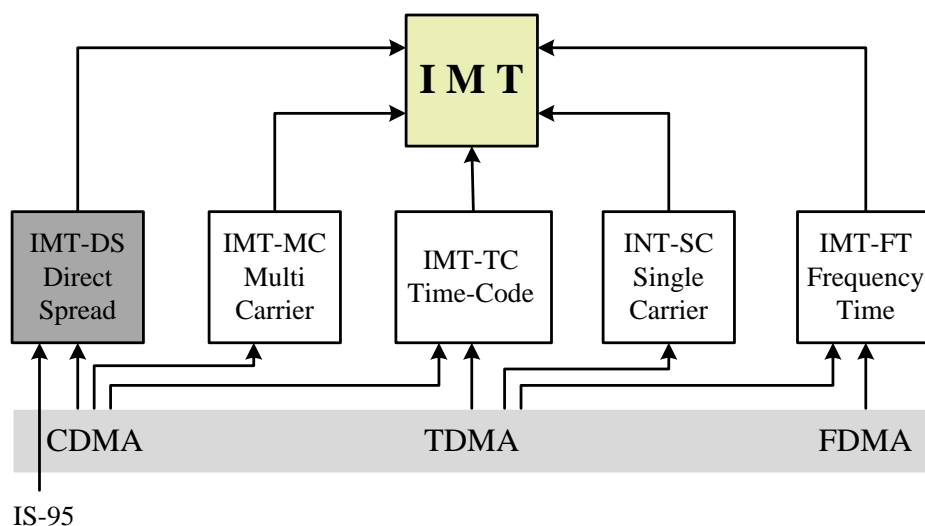 I M T
IMT-DS
Direct
Spread
IMT-MC
Multi
Carrier
IMT-TC
Time-Code
INT-SC
Single
Carrier
IMT-FT
Frequency
Time
CDMA
TDMA
FDMA
IS-95